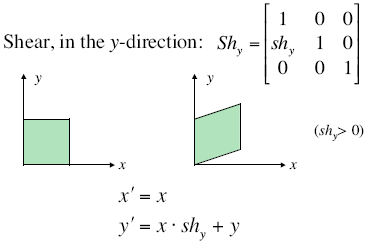 Shear, in the y-direction: Sh_y = [1 0 0
sh_y 1 0
0 0 1]
y
y
(sh_y > 0)
x
x
x′ = x
y′ = x · sh_y + y